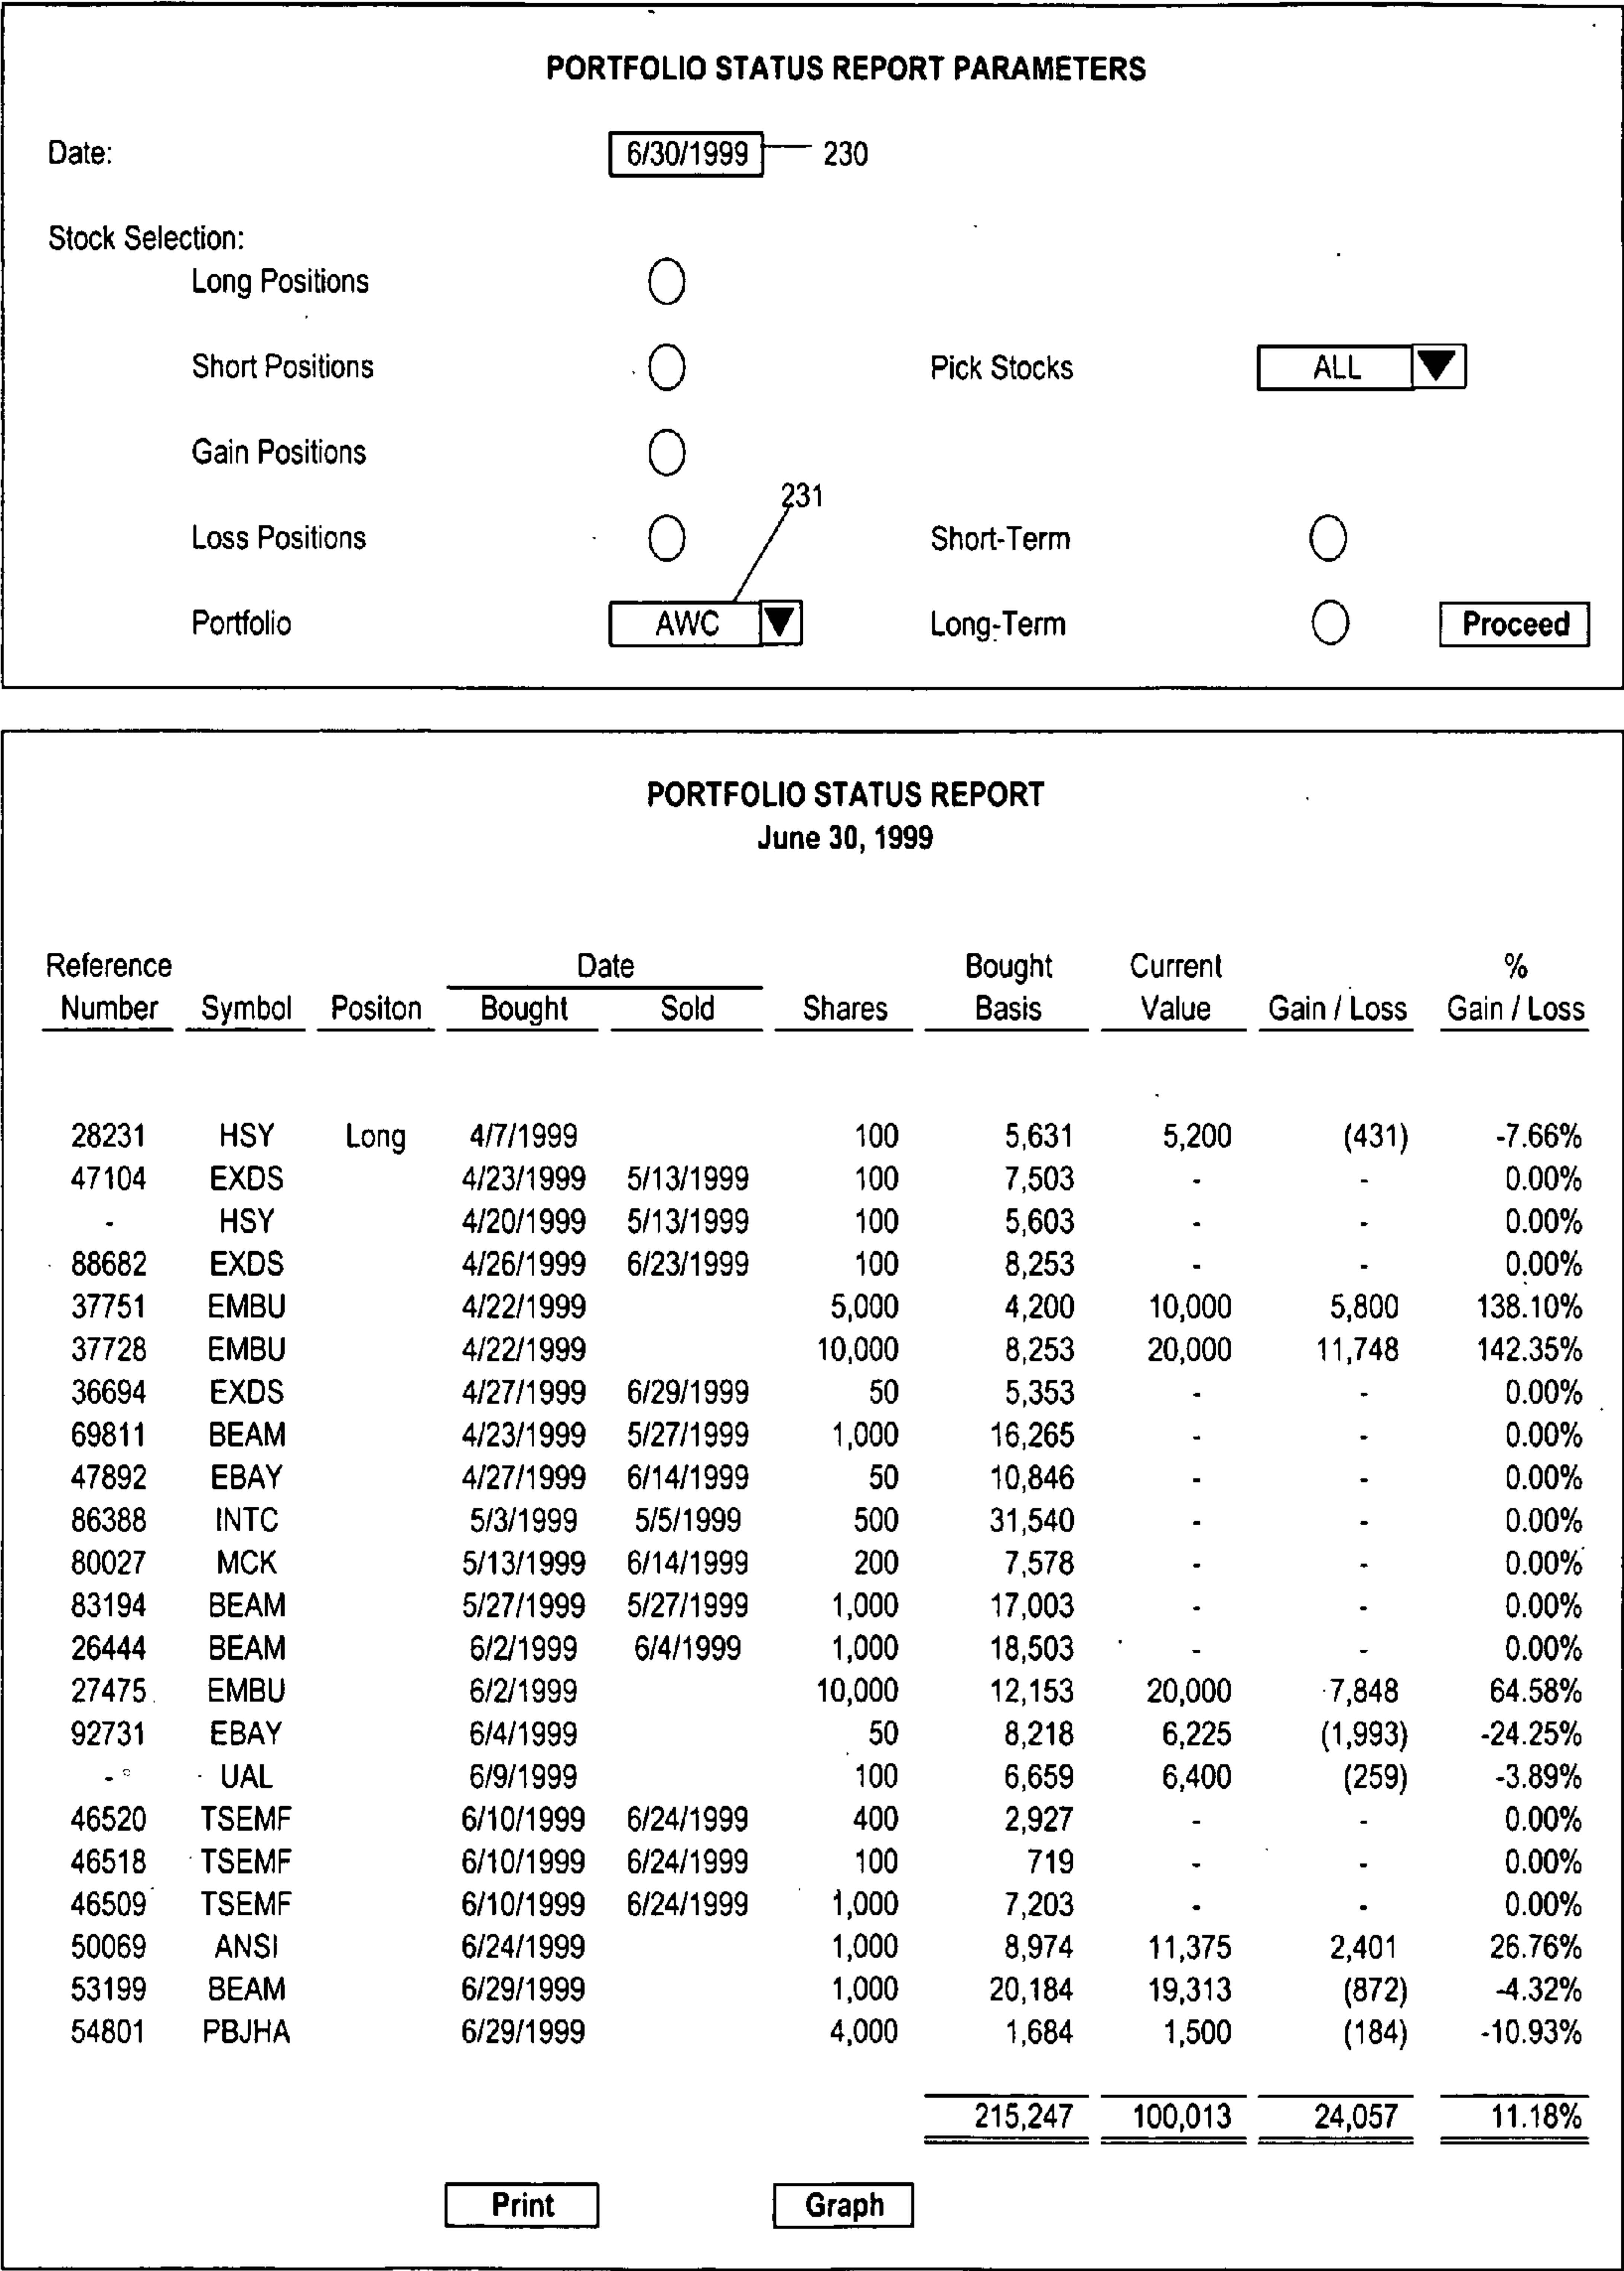 PORTFOLIO STATUS REPORT PARAMETERS
Date: 6/30/1999 230
Stock Selection:
Long Positions
Short Positions Pick Stocks ALL
Gain Positions
231
Loss Positions Short-Term
Portfolio AWC Long-Term Proceed
PORTFOLIO STATUS REPORT
June 30, 1999
Reference Date Bought Current %
Number Symbol Positon Bought Sold Shares Basis Value Gain / Loss Gain / Loss
28231 HSY Long 4/7/1999 100 5,631 5,200 (431) -7.66%
47104 EXDS 4/23/1999 5/13/1999 100 7,503 - - 0.00%
- HSY 4/20/1999 5/13/1999 100 5,603 - - 0.00%
88682 EXDS 4/26/1999 6/23/1999 100 8,253 - - 0.00%
37751 EMBU 4/22/1999 5,000 4,200 10,000 5,800 138.10%
37728 EMBU 4/22/1999 10,000 8,253 20,000 11,748 142.35%
36694 EXDS 4/27/1999 6/29/1999 50 5,353 - - 0.00%
69811 BEAM 4/23/1999 5/27/1999 1,000 16,265 - - 0.00%
47892 EBAY 4/27/1999 6/14/1999 50 10,846 - - 0.00%
86388 INTC 5/3/1999 5/5/1999 500 31,540 - - 0.00%
80027 MCK 5/13/1999 6/14/1999 200 7,578 - - 0.00%
83194 BEAM 5/27/1999 5/27/1999 1,000 17,003 - - 0.00%
26444 BEAM 6/2/1999 6/4/1999 1,000 18,503 - - 0.00%
27475 EMBU 6/2/1999 10,000 12,153 20,000 7,848 64.58%
92731 EBAY 6/4/1999 50 8,218 6,225 (1,993) -24.25%
- UAL 6/9/1999 100 6,659 6,400 (259) -3.89%
46520 TSEMF 6/10/1999 6/24/1999 400 2,927 - - 0.00%
46518 TSEMF 6/10/1999 6/24/1999 100 719 - - 0.00%
46509 TSEMF 6/10/1999 6/24/1999 1,000 7,203 - - 0.00%
50069 ANSI 6/24/1999 1,000 8,974 11,375 2,401 26.76%
53199 BEAM 6/29/1999 1,000 20,184 19,313 (872) -4.32%
54801 PBJHA 6/29/1999 4,000 1,684 1,500 (184) -10.93%
215,247 100,013 24,057 11.18%
Print Graph